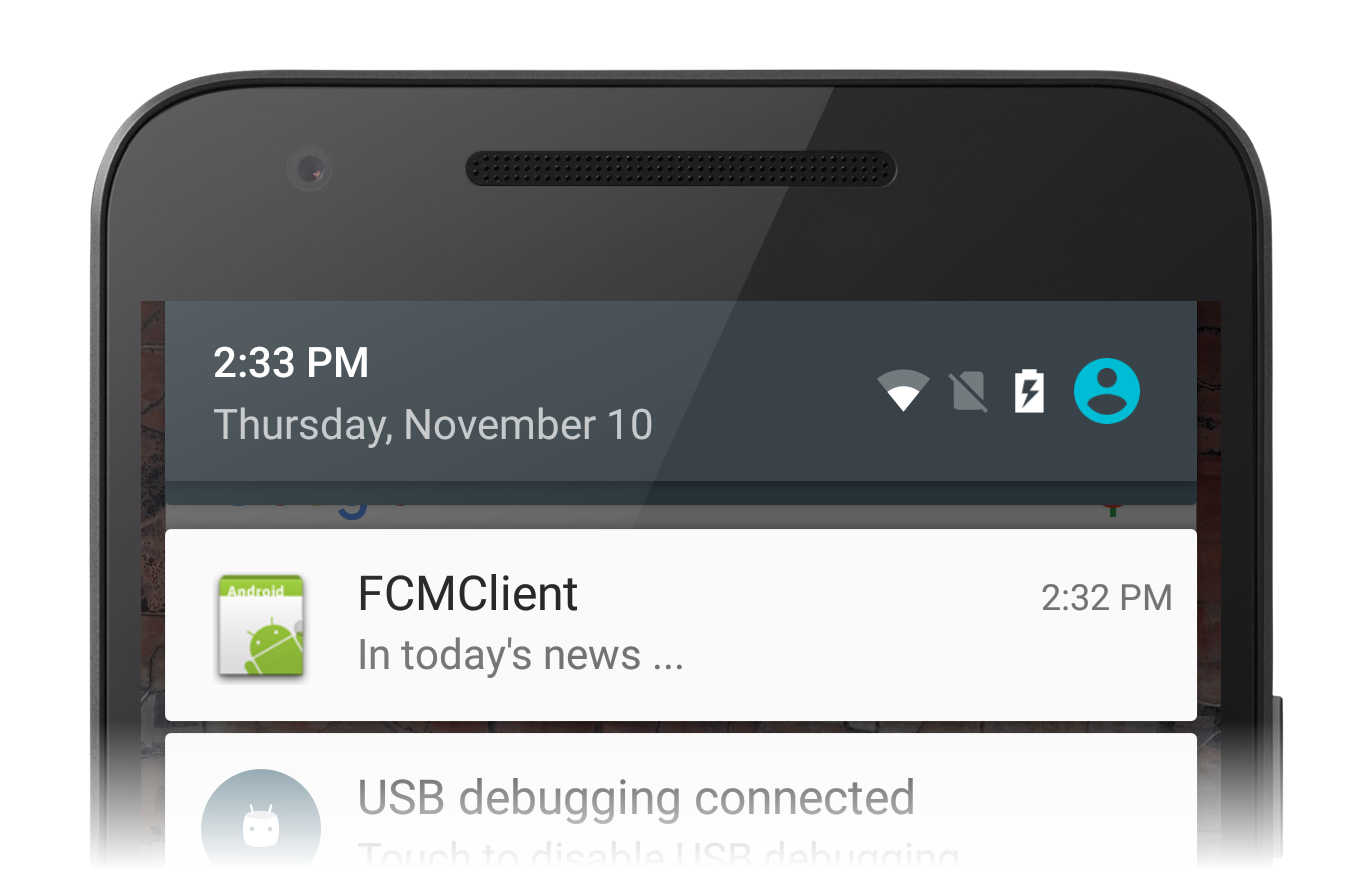 2:33 PM
Thursday, November 10
Android
FCMClient
2:32 PM
In today's news ...
USB debugging connected
Touch to disable USB debugging